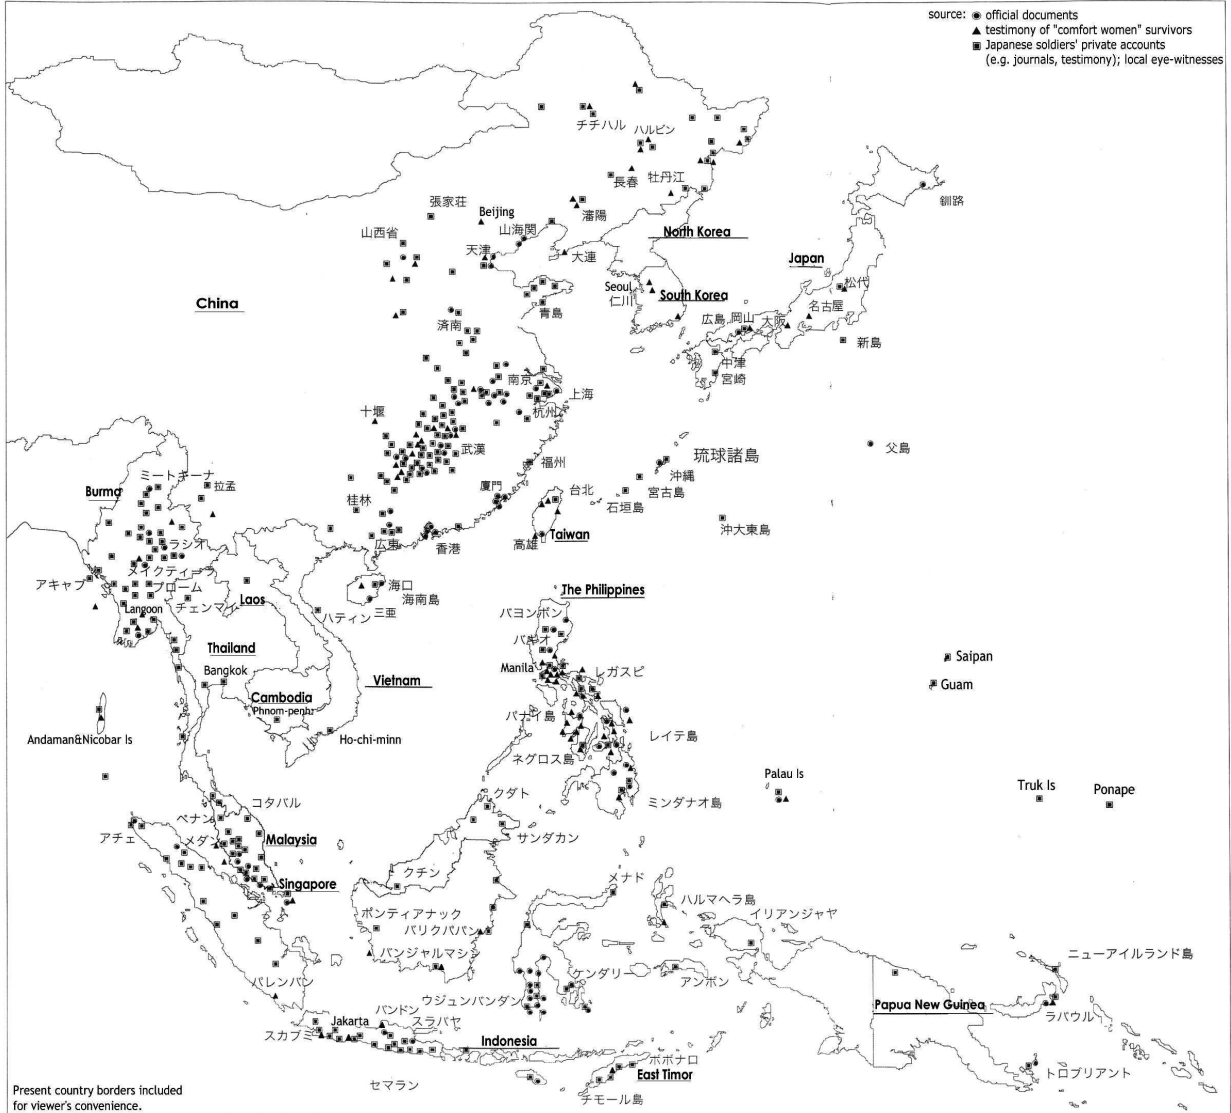 source: ● official documents
▲ testimony of "comfort women" survivors
■ Japanese soldiers' private accounts
(e.g. journals, testimony); local eye-witnesses
チチハル
ハルビン
長春
牡丹江
釧路
張家荘
Beijing
瀋陽
山西省
山海関
North Korea
天津
大連
Japan
Seoul
仁川
South Korea
松代
China
済南
青島
広島
岡山
大阪
名古屋
新島
中津
宮崎
南京
上海
十堰
杭州
武漢
父島
琉球諸島
福州
沖縄
宮古島
石垣島
ミートキーナ
拉孟
Burma
桂林
廈門
台北
沖大東島
ラシオ
広東
香港
高雄
Taiwan
メイクティーラ
アキャブ
プローム
海口
海南島
チェンマイ
Laos
Langoon
ハティン
三亜
The Philippines
バヨンボン
バギオ
Thailand
Manila
レガスピ
Saipan
Bangkok
Vietnam
Guam
Cambodia
Phnom-penh
パナイ島
レイテ島
Andaman&Nicobar Is
Ho-chi-minn
ネグロス島
Palau Is
Truk Is
Ponape
クダト
ミンダナオ島
コタバル
ペナン
アチェ
メダン
Malaysia
サンダカン
Singapore
クチン
メナド
ハルマヘラ島
ポンティアナック
イリアンジャヤ
バリクパパン
バンジャルマシン
ニューアイルランド島
ケンダリー
アンボン
パレンバン
ウジュンパンダン
Papua New Guinea
ラバウル
バンドン
Jakarta
スラバヤ
スカブミ
Indonesia
ボボナロ
East Timor
トロブリアント
セマラン
チモール島
Present country borders included
for viewer's convenience.